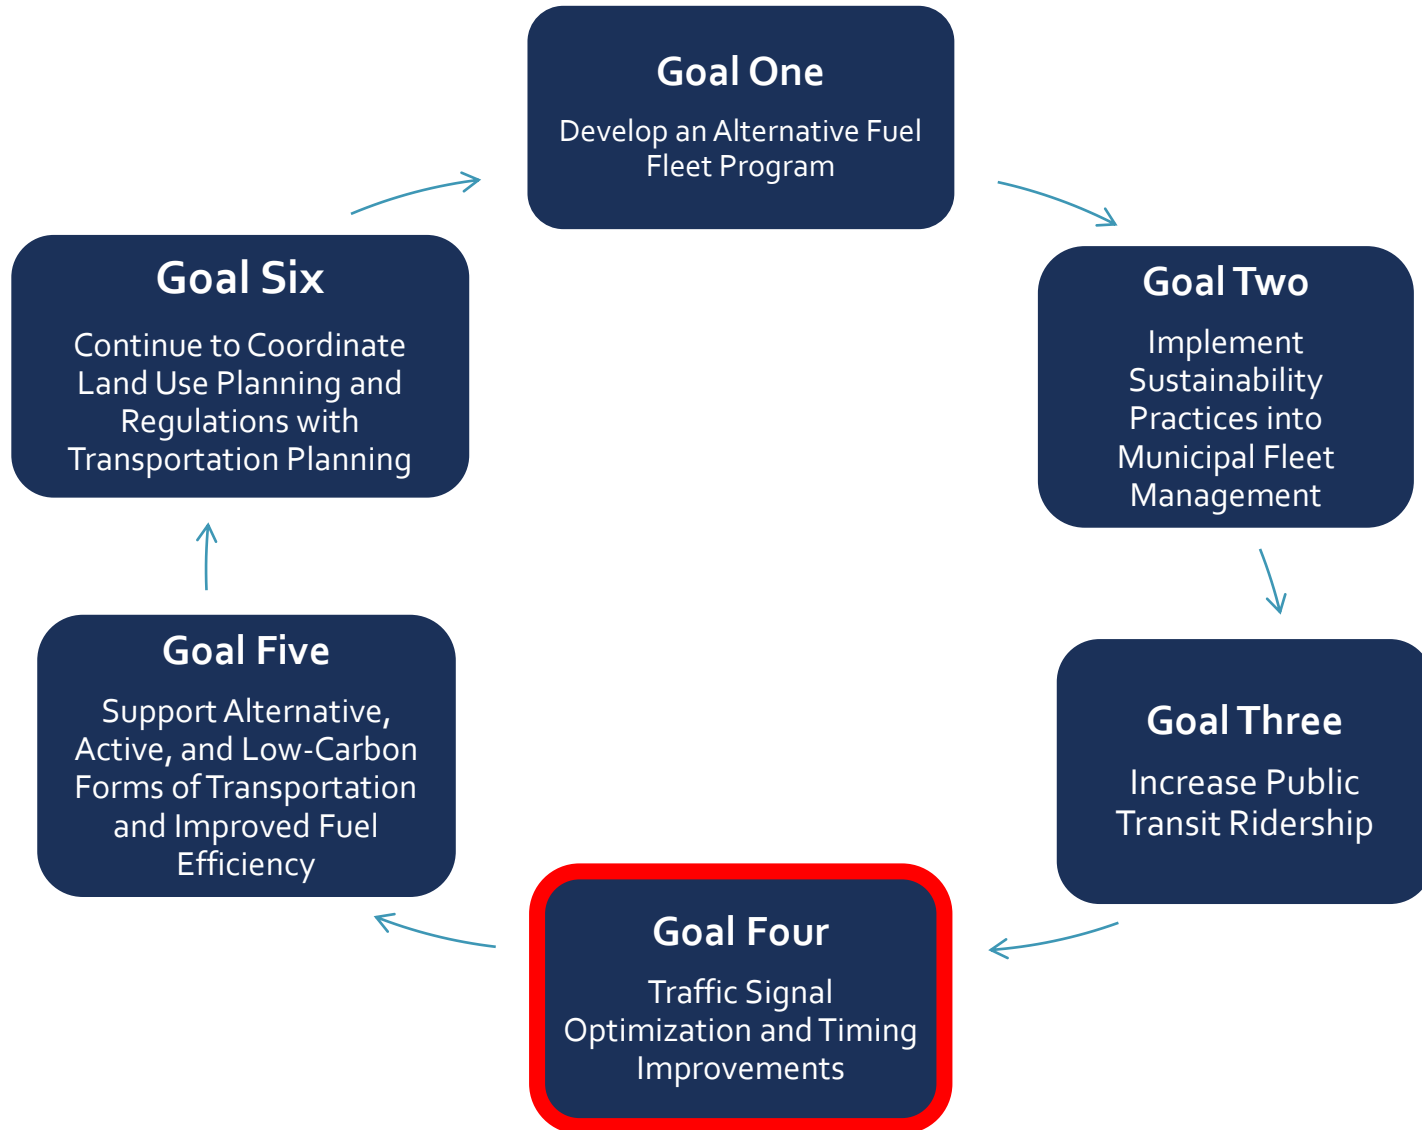 Goal One
Develop an Alternative Fuel
Fleet Program
Goal Two
Implement
Sustainability
Practices into
Municipal Fleet
Management
Goal Three
Increase Public
Transit Ridership
Goal Four
Traffic Signal
Optimization and Timing
Improvements
Goal Five
Support Alternative,
Active, and Low-Carbon
Forms of Transportation
and Improved Fuel
Efficiency
Goal Six
Continue to Coordinate
Land Use Planning and
Regulations with
Transportation Planning